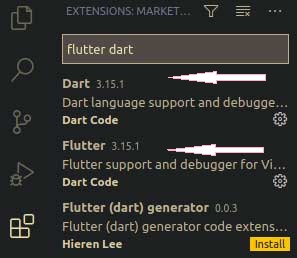 EXTENSIONS: MARKET...
flutter dart
Dart 3.15.1
Dart language support and debugge...
Dart Code
Flutter 3.15.1
Flutter support and debugger for Vi...
Dart Code
Flutter (dart) generator 0.0.3
Flutter (dart) generator code extens...
Hieren Lee Install